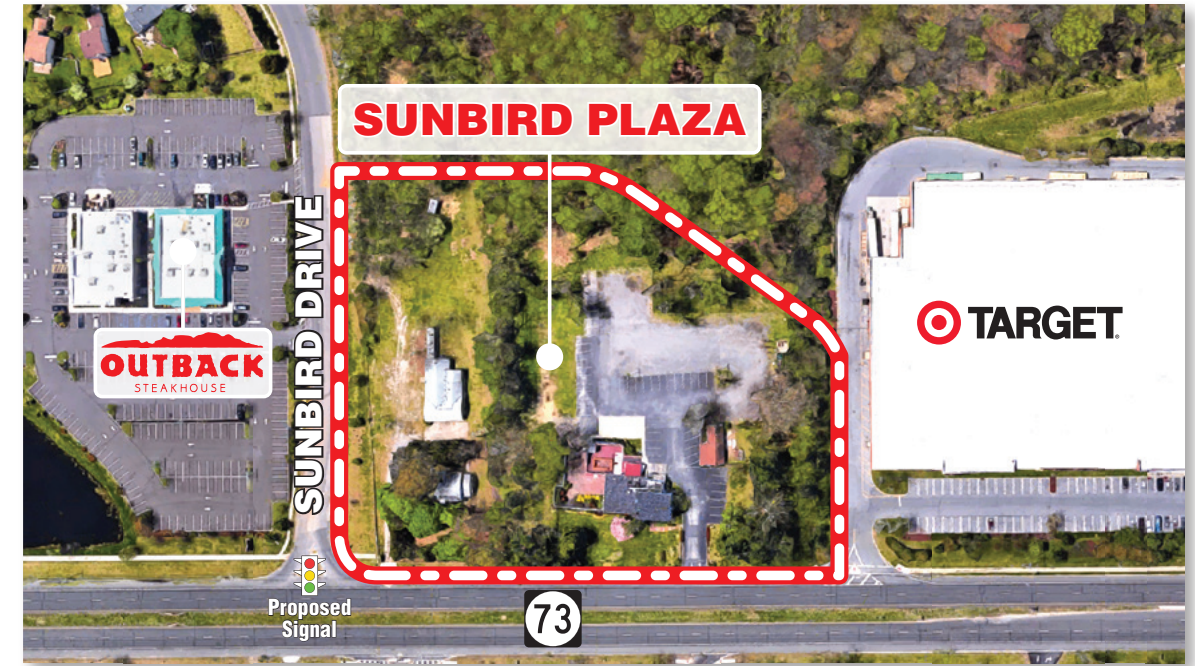 SUNBIRD PLAZA
SUNBIRD DRIVE
OUTBACK
STEAKHOUSE
TARGET
Proposed
Signal
73